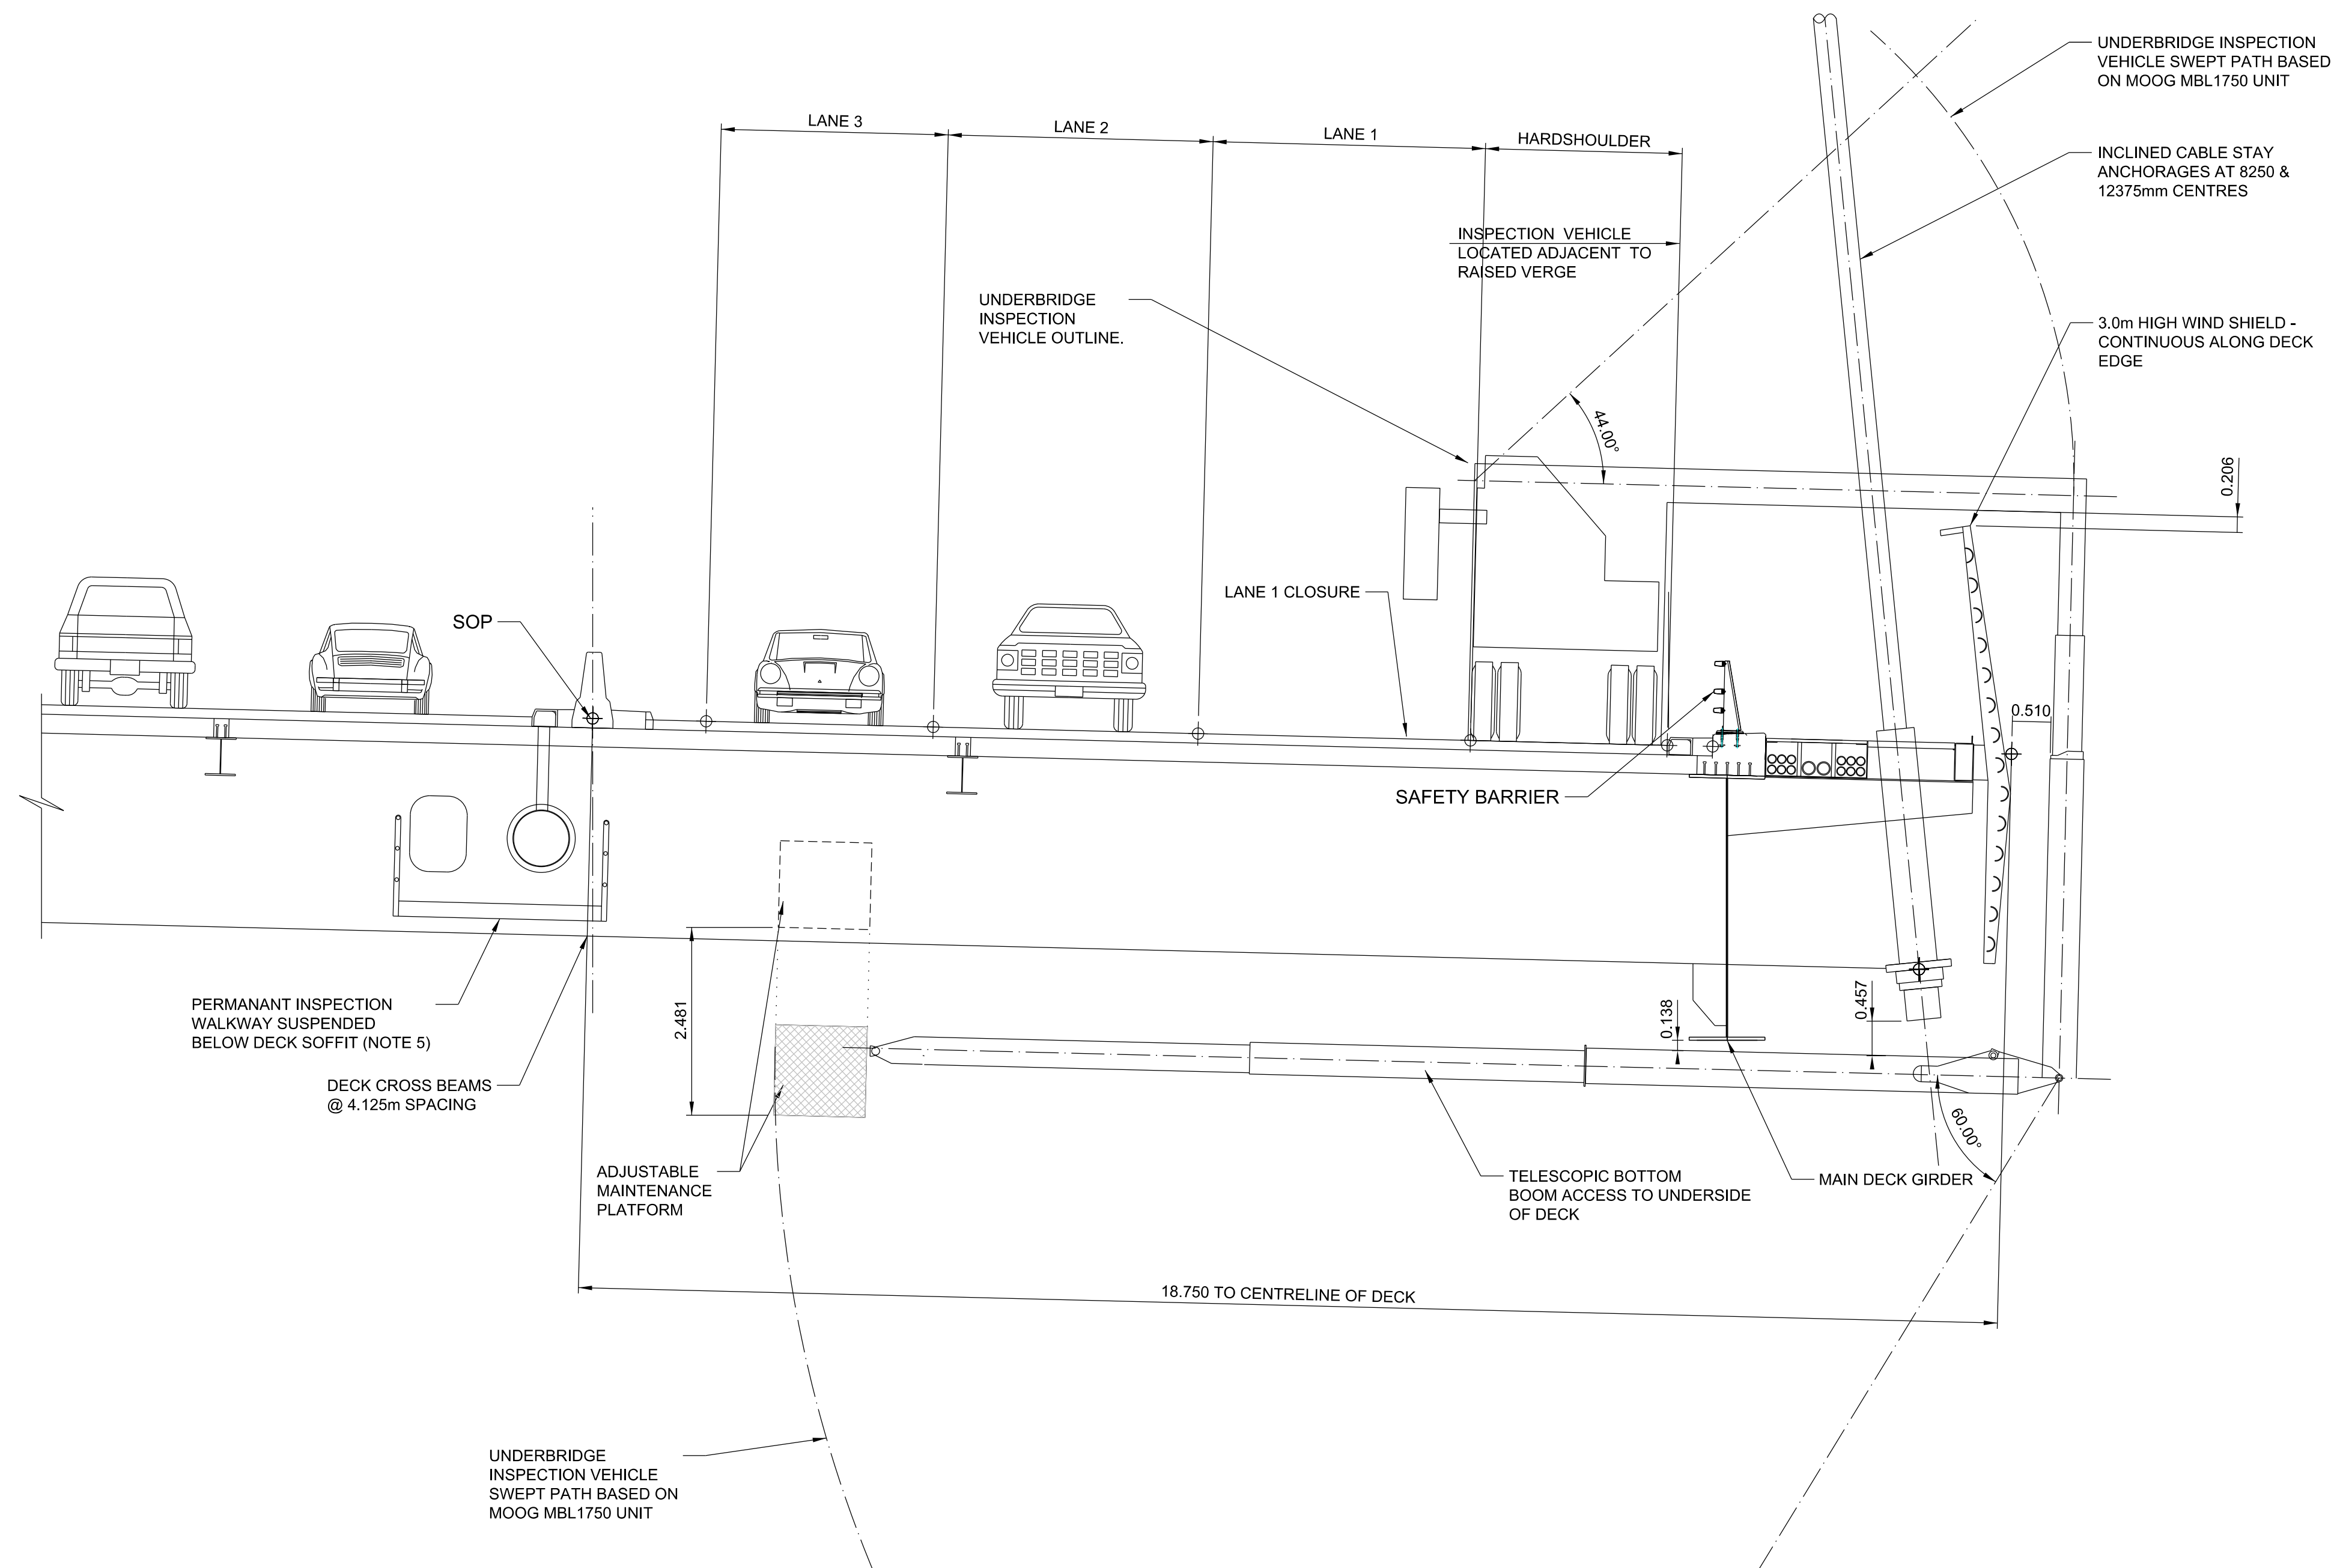 UNDERBRIDGE INSPECTION
VEHICLE SWEPT PATH BASED
ON MOOG MBL1750 UNIT
LANE 3
LANE 2
LANE 1
HARDSHOULDER
INCLINED CABLE STAY
ANCHORAGES AT 8250 &
12375mm CENTRES
INSPECTION VEHICLE
LOCATED ADJACENT TO
RAISED VERGE
UNDERBRIDGE
INSPECTION
VEHICLE OUTLINE.
3.0m HIGH WIND SHIELD -
CONTINUOUS ALONG DECK
EDGE
44.00°
0.206
LANE 1 CLOSURE
SOP
0.510
SAFETY BARRIER
PERMANANT INSPECTION
WALKWAY SUSPENDED
BELOW DECK SOFFIT (NOTE 5)
2.481
0.138
0.457
DECK CROSS BEAMS
@ 4.125m SPACING
60.00°
ADJUSTABLE
MAINTENANCE
PLATFORM
TELESCOPIC BOTTOM
BOOM ACCESS TO UNDERSIDE
OF DECK
MAIN DECK GIRDER
18.750 TO CENTRELINE OF DECK
UNDERBRIDGE
INSPECTION VEHICLE
SWEPT PATH BASED ON
MOOG MBL1750 UNIT